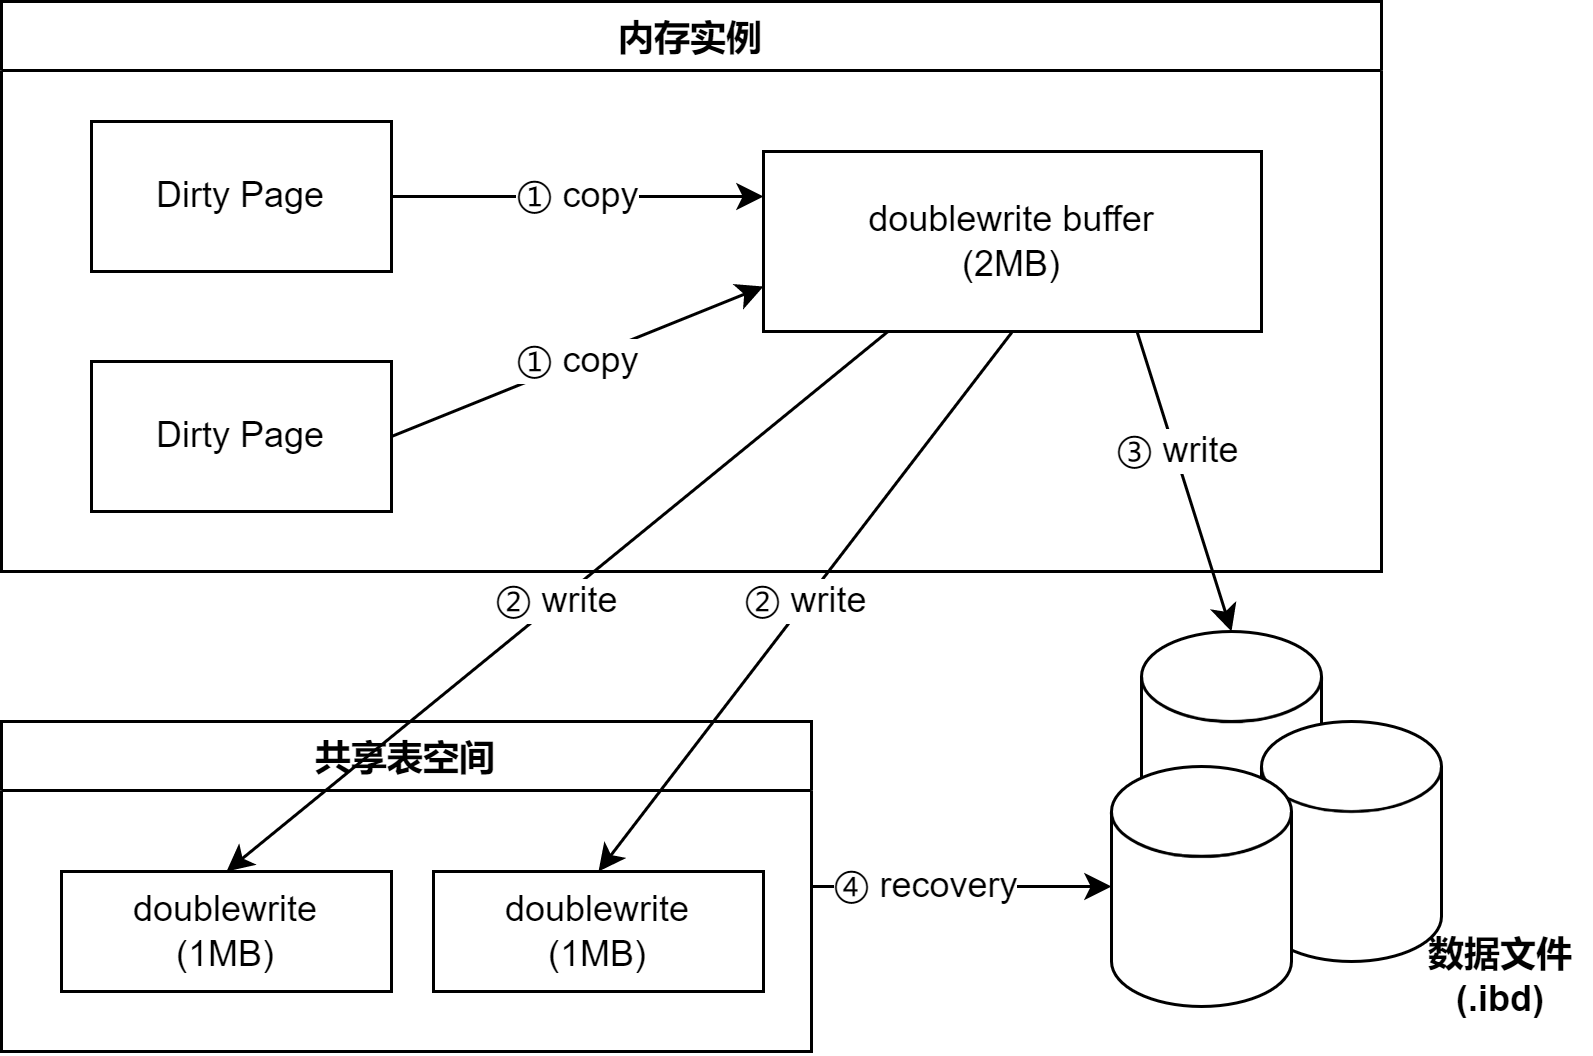 内存实例
Dirty Page
① copy
doublewrite buffer
(2MB)
① copy
Dirty Page
③ write
② write
② write
共享表空间
doublewrite
(1MB)
doublewrite
(1MB)
④ recovery
数据文件
(.ibd)